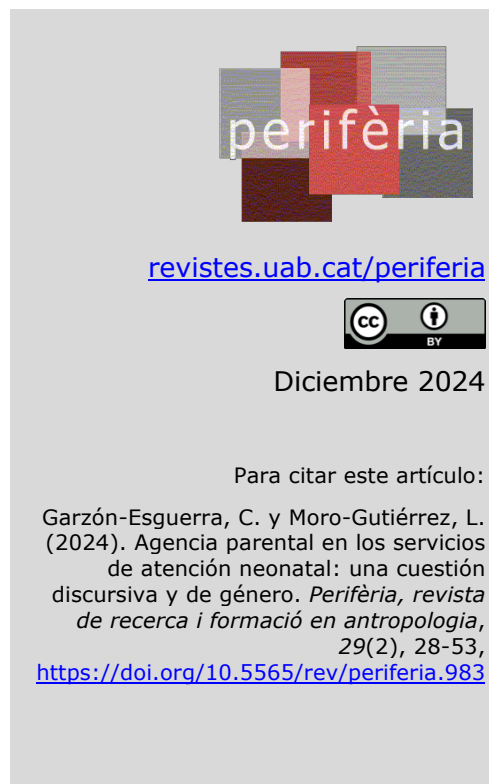 perifèria
revistes.uab.cat/periferia
cc
BY
Diciembre 2024
Para citar este artículo:
Garzón-Esguerra, C. y Moro-Gutiérrez, L.
(2024). Agencia parental en los servicios
de atención neonatal: una cuestión
discursiva y de género. Perifèria, revista
de recerca i formació en antropologia,
29(2), 28-53,
https://doi.org/10.5565/rev/periferia.983